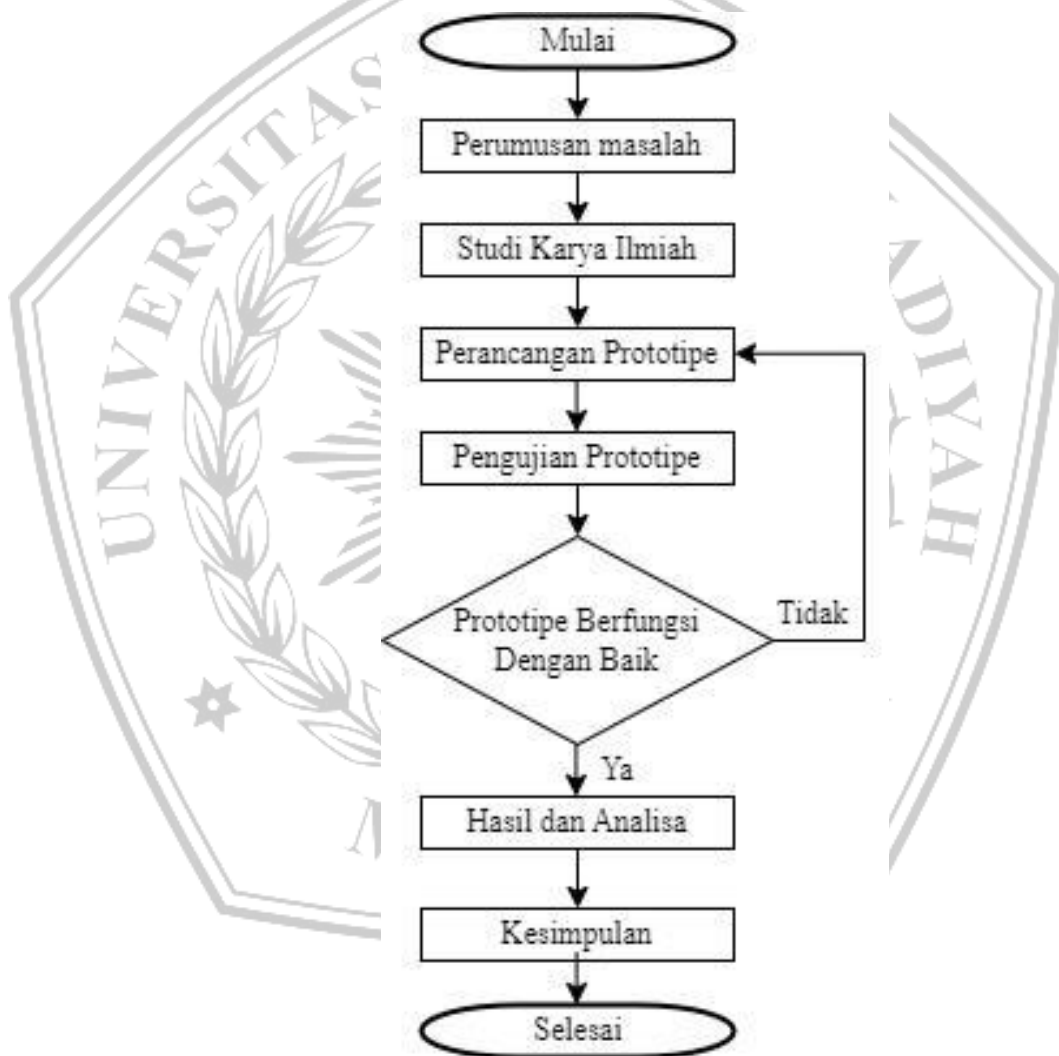 Mulai
Perumusan masalah
Studi Karya Ilmiah
Perancangan Prototipe
Pengujian Prototipe
Prototipe Berfungsi
Dengan Baik
Tidak
Ya
Hasil dan Analisa
Kesimpulan
Selesai
UNIVERSITAS